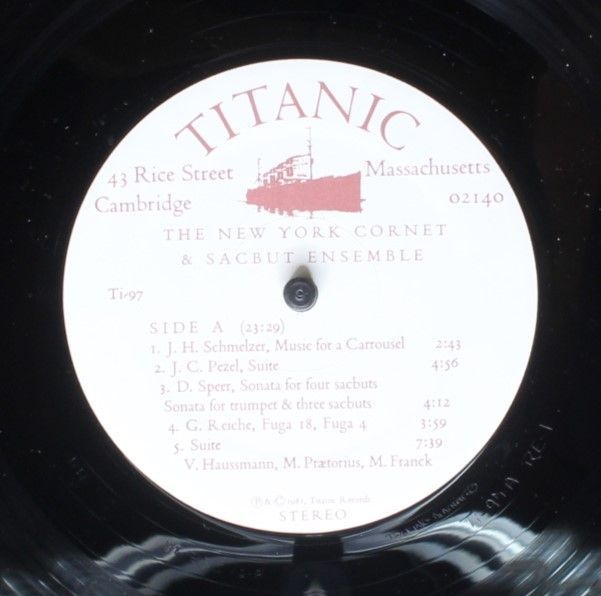 TITANIC
43 Rice Street Massachusetts
Cambridge 02140
THE NEW YORK CORNET
& SACBUT ENSEMBLE
Ti-97
SIDE A (23:29)
1. J. H. Schmelzer, Music for a Carrousel 2:43
2. J. C. Pezel, Suite 4:56
3. D. Speer, Sonata for four sacbuts
Sonata for trumpet & three sacbuts 4:12
4. G. Reiche, Fuga 18, Fuga 4 3:59
5. Suite 7:39
V. Haussmann, M. Prætorius, M. Franck
Ⓟ & © 1981, Titanic Records
STEREO